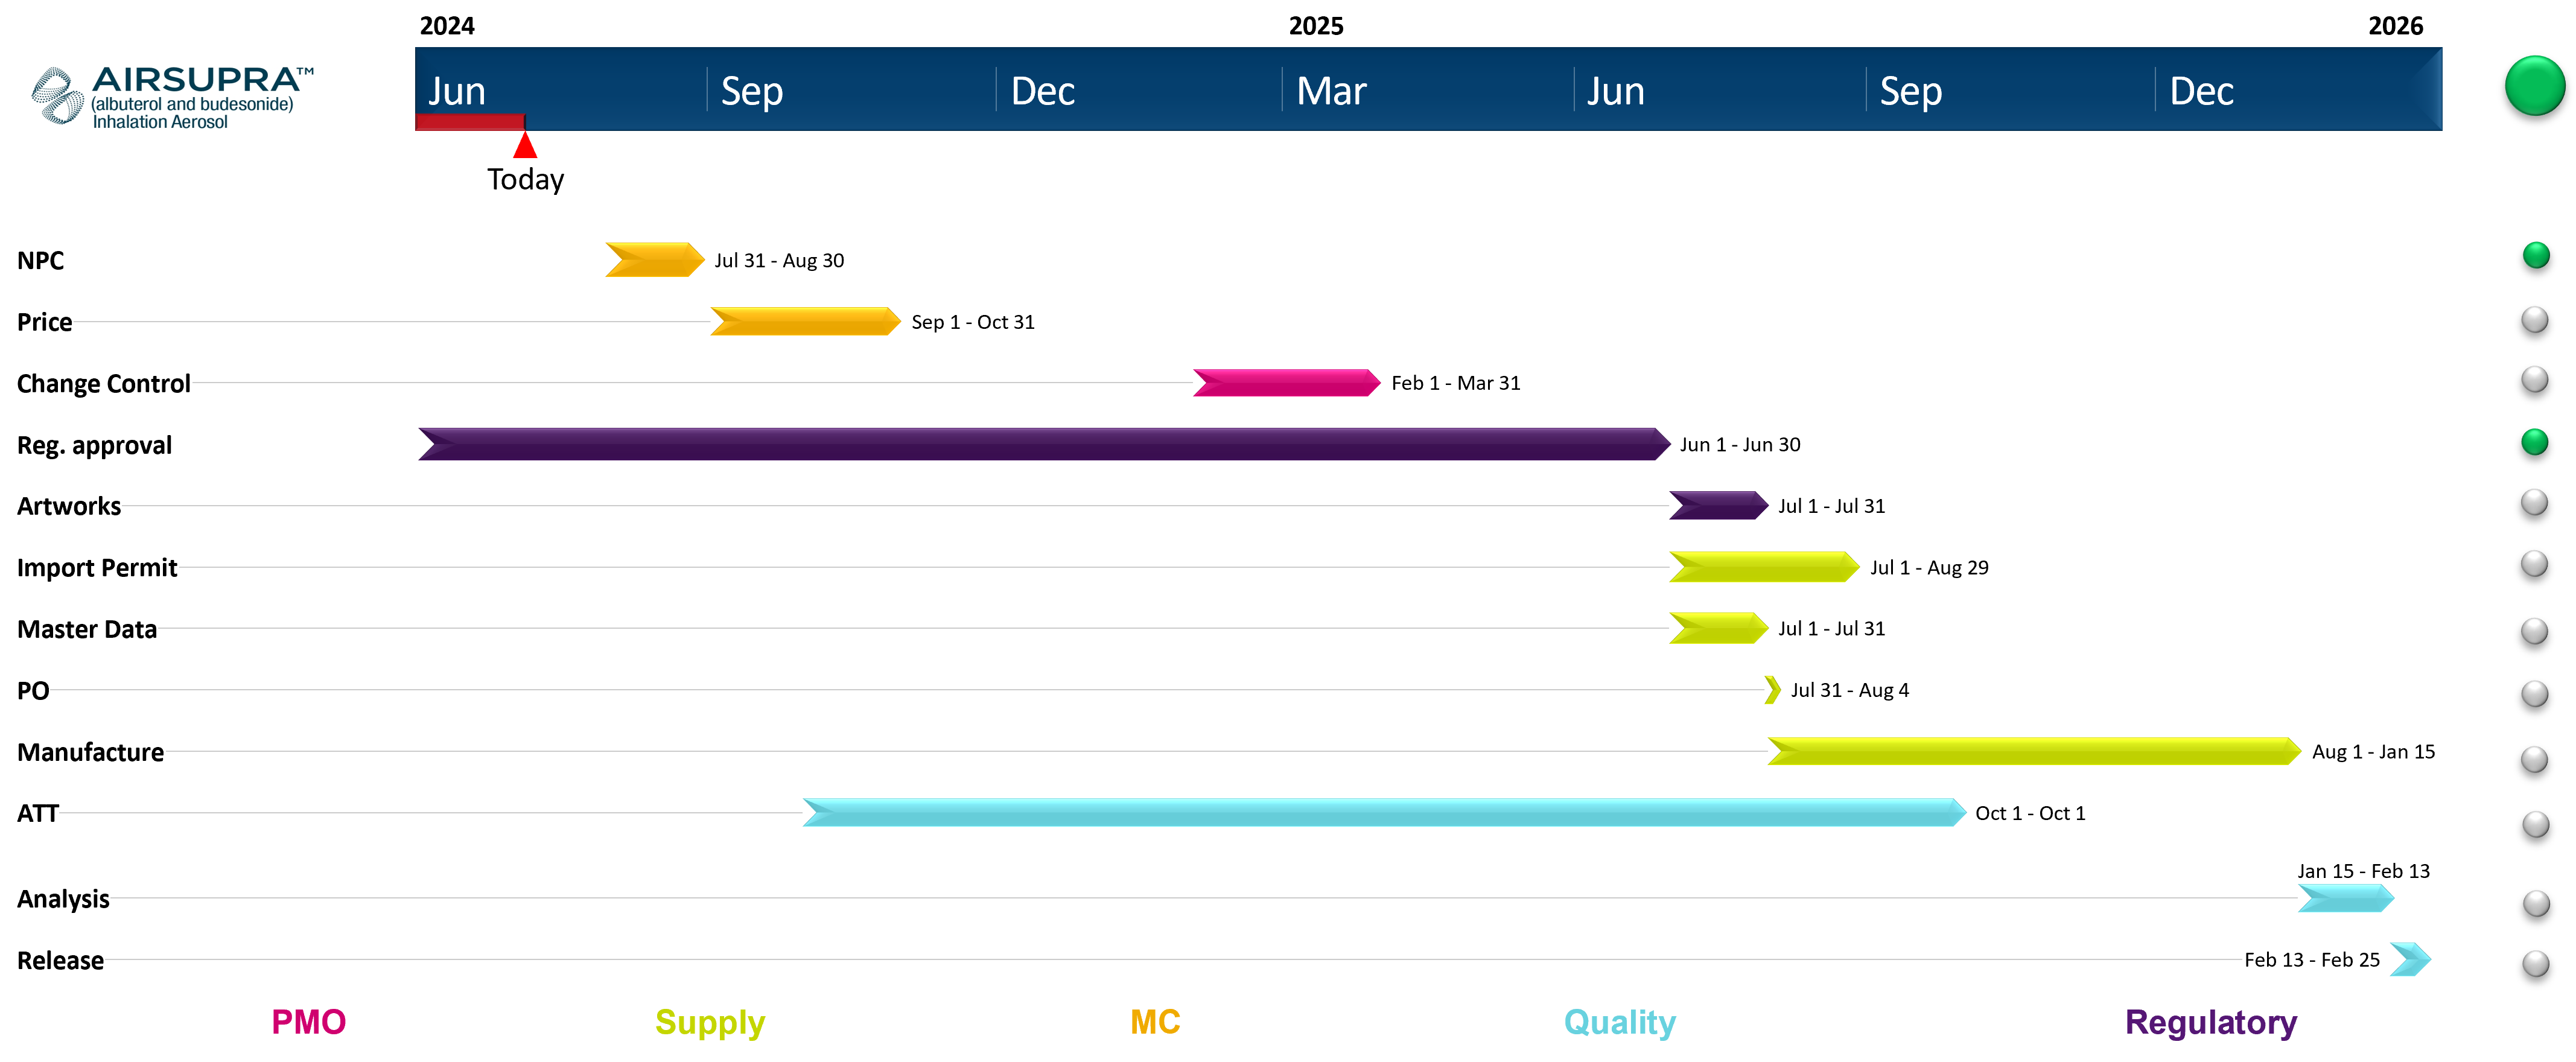 2024 2025 2026
AIRSUPRA™
(albuterol and budesonide)
Inhalation Aerosol
Jun Sep Dec Mar Jun Sep Dec
Today
NPC Jul 31 - Aug 30
Price Sep 1 - Oct 31
Change Control Feb 1 - Mar 31
Reg. approval Jun 1 - Jun 30
Artworks Jul 1 - Jul 31
Import Permit Jul 1 - Aug 29
Master Data Jul 1 - Jul 31
PO Jul 31 - Aug 4
Manufacture Aug 1 - Jan 15
ATT Oct 1 - Oct 1
Analysis Jan 15 - Feb 13
Release Feb 13 - Feb 25
PMO Supply MC Quality Regulatory